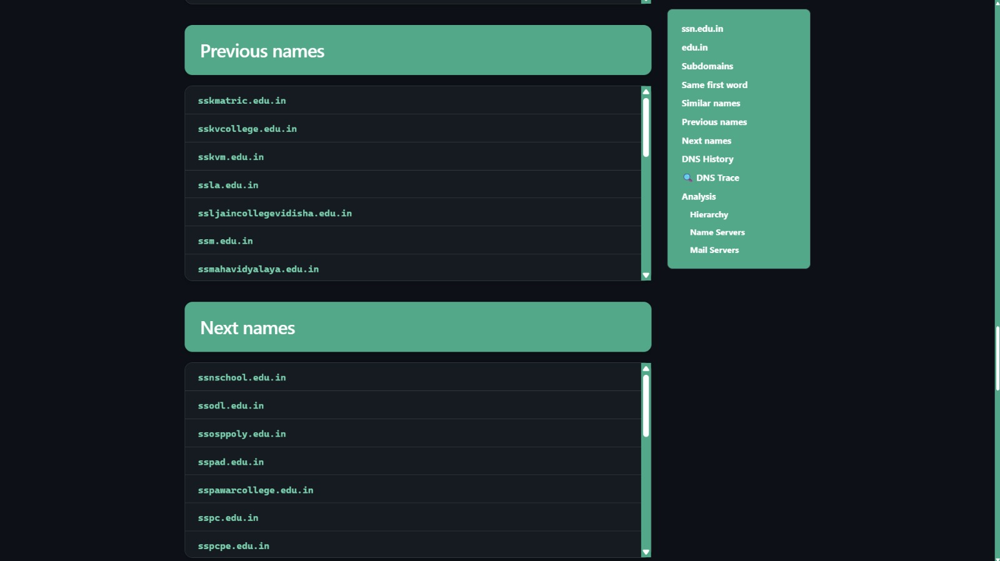 Previous names
sskmatric.edu.in
sskvcollege.edu.in
sskvm.edu.in
ssla.edu.in
ssljaincollegevidisha.edu.in
ssm.edu.in
ssmahavidyalaya.edu.in
Next names
ssnschool.edu.in
ssodl.edu.in
ssosppoly.edu.in
sspad.edu.in
sspawarcollege.edu.in
sspc.edu.in
sspcpe.edu.in
ssn.edu.in
edu.in
Subdomains
Same first word
Similar names
Previous names
Next names
DNS History
DNS Trace
Analysis
Hierarchy
Name Servers
Mail Servers